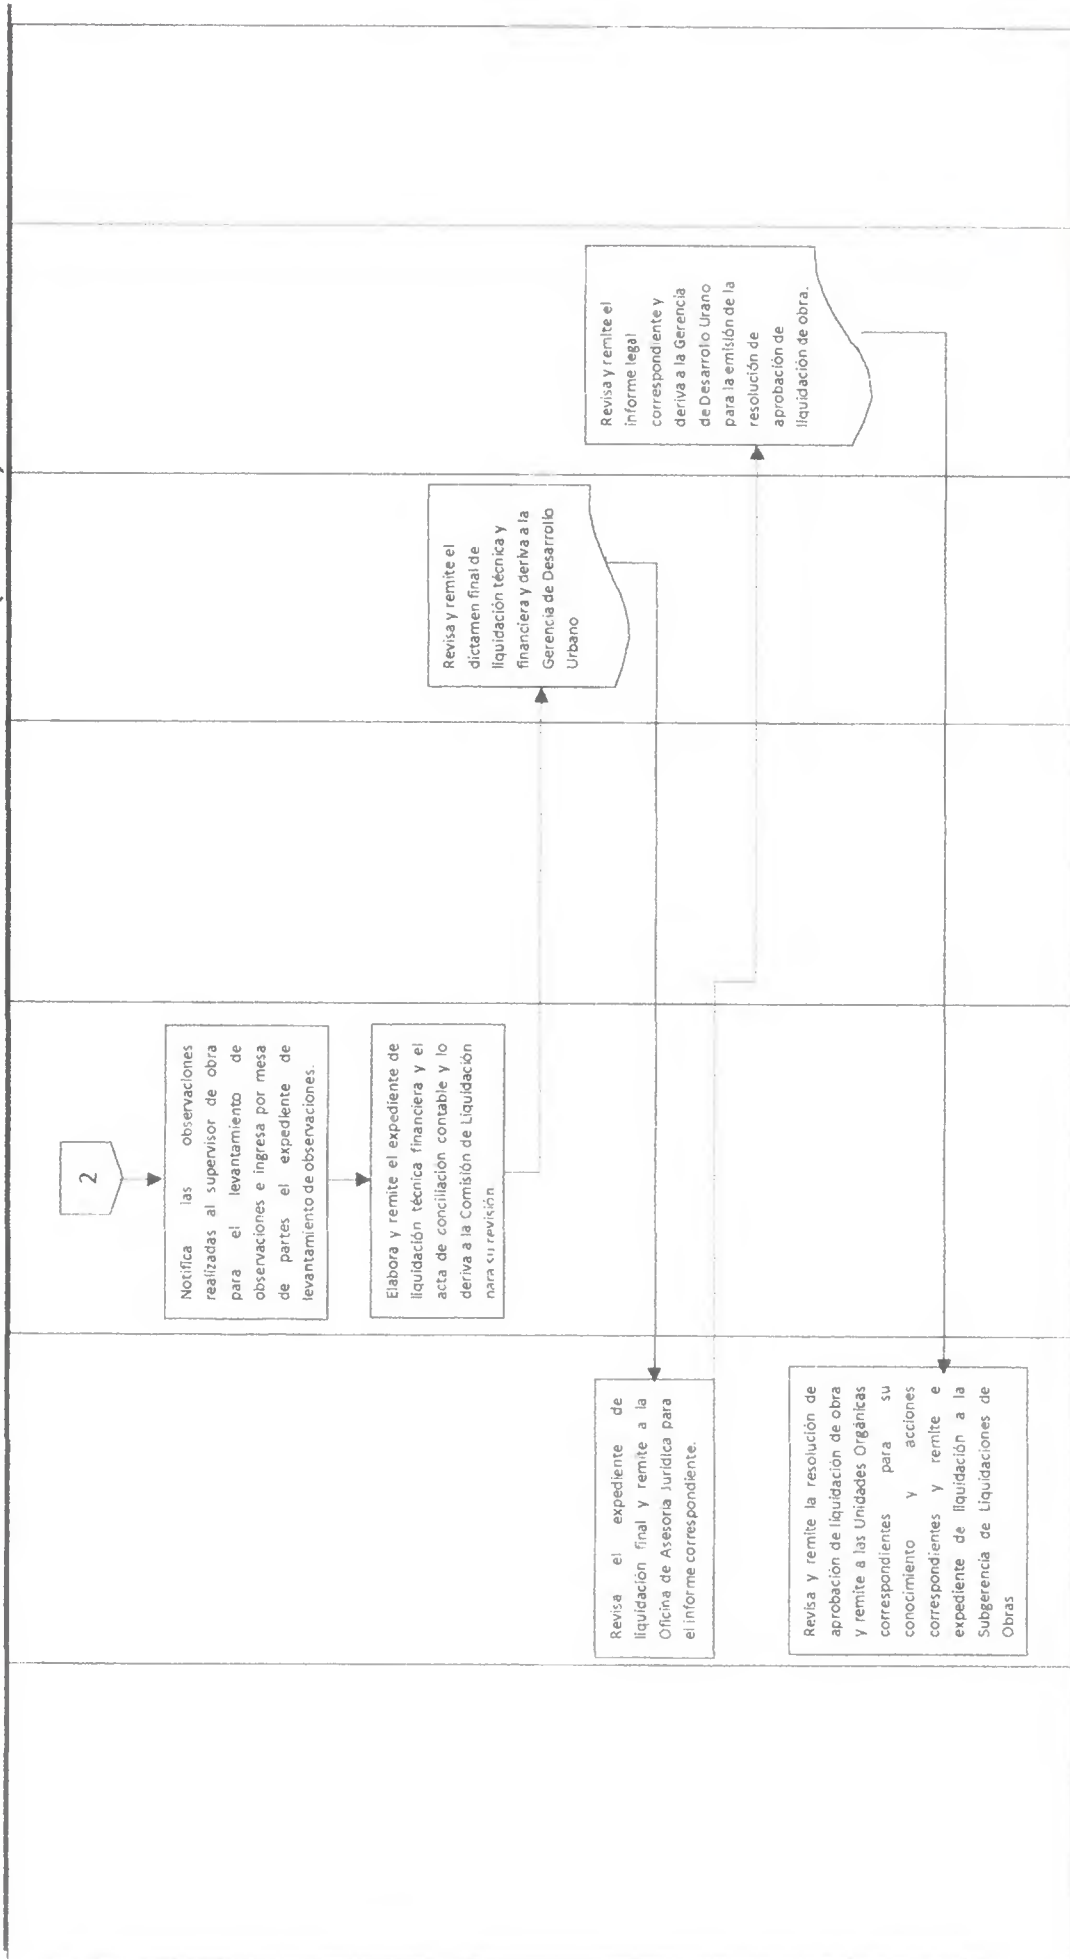 2
Notifica las observaciones
realizadas al supervisor de obra
para el levantamiento de
observaciones e ingresa por mesa
de partes el expediente de
levantamiento de observaciones.
Elabora y remite el expediente de
liquidación técnica financiera y el
acta de conciliación contable y lo
deriva a la Comisión de Liquidación
para su revisión
Revisa y remite el
dictamen final de
liquidación técnica y
financiera y deriva a la
Gerencia de Desarrollo
Urbano
Revisa el expediente de
liquidación final y remite a la
Oficina de Asesoria Jurídica para
el informe correspondiente.
Revisa y remite el
informe legal
correspondiente y
deriva a la Gerencia
de Desarrollo Urano
para la emisión de la
resolución de
aprobación de
liquidación de obra.
Revisa y remite la resolución de
aprobación de liquidación de obra
y remite a las Unidades Orgánicas
correspondientes para su
conocimiento y acciones
correspondientes y remite e
expediente de liquidación a la
Subgerencia de Liquidaciones de
Obras